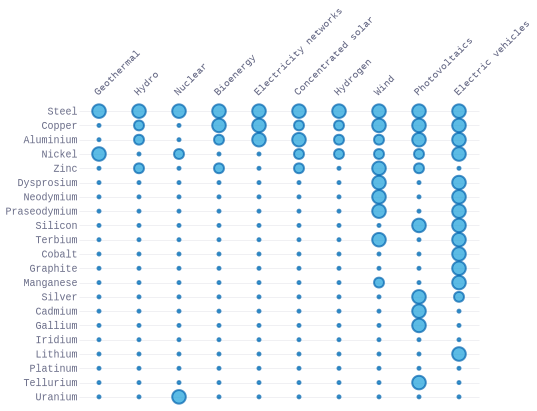 Geothermal
Hydro
Nuclear
Bioenergy
Electricity networks
Concentrated solar
Hydrogen
Wind
Photovoltaics
Electric vehicles
Steel
Copper
Aluminium
Nickel
Zinc
Dysprosium
Neodymium
Praseodymium
Silicon
Terbium
Cobalt
Graphite
Manganese
Silver
Cadmium
Gallium
Iridium
Lithium
Platinum
Tellurium
Uranium